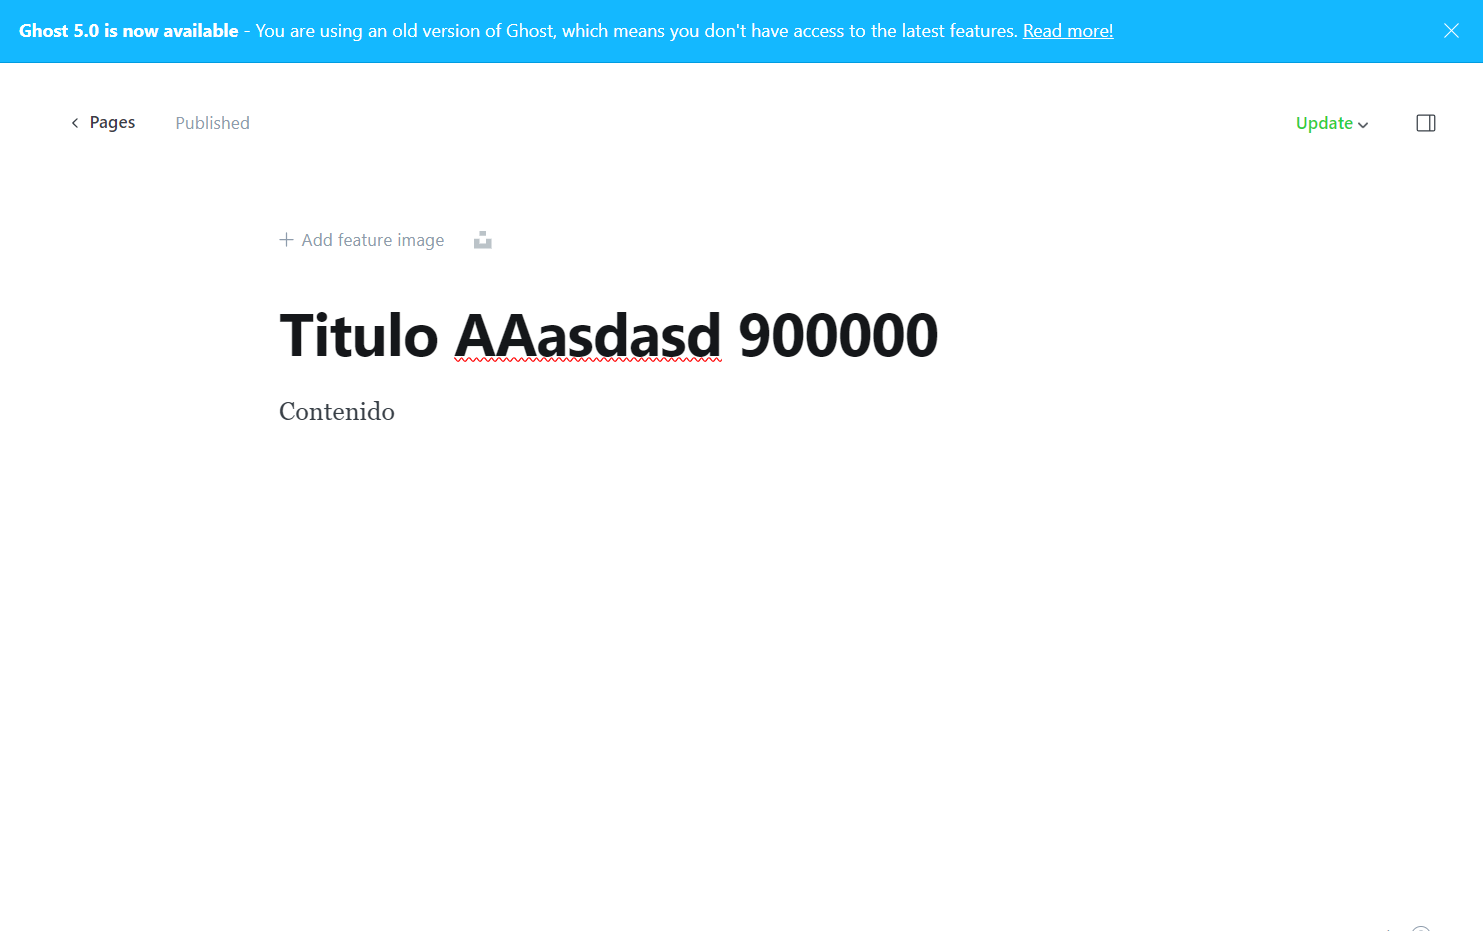 Ghost 5.0 is now available - You are using an old version of Ghost, which means you don't have access to the latest features. Read more!
Pages Published Update
Add feature image
Titulo AAasdasd 900000
Contenido